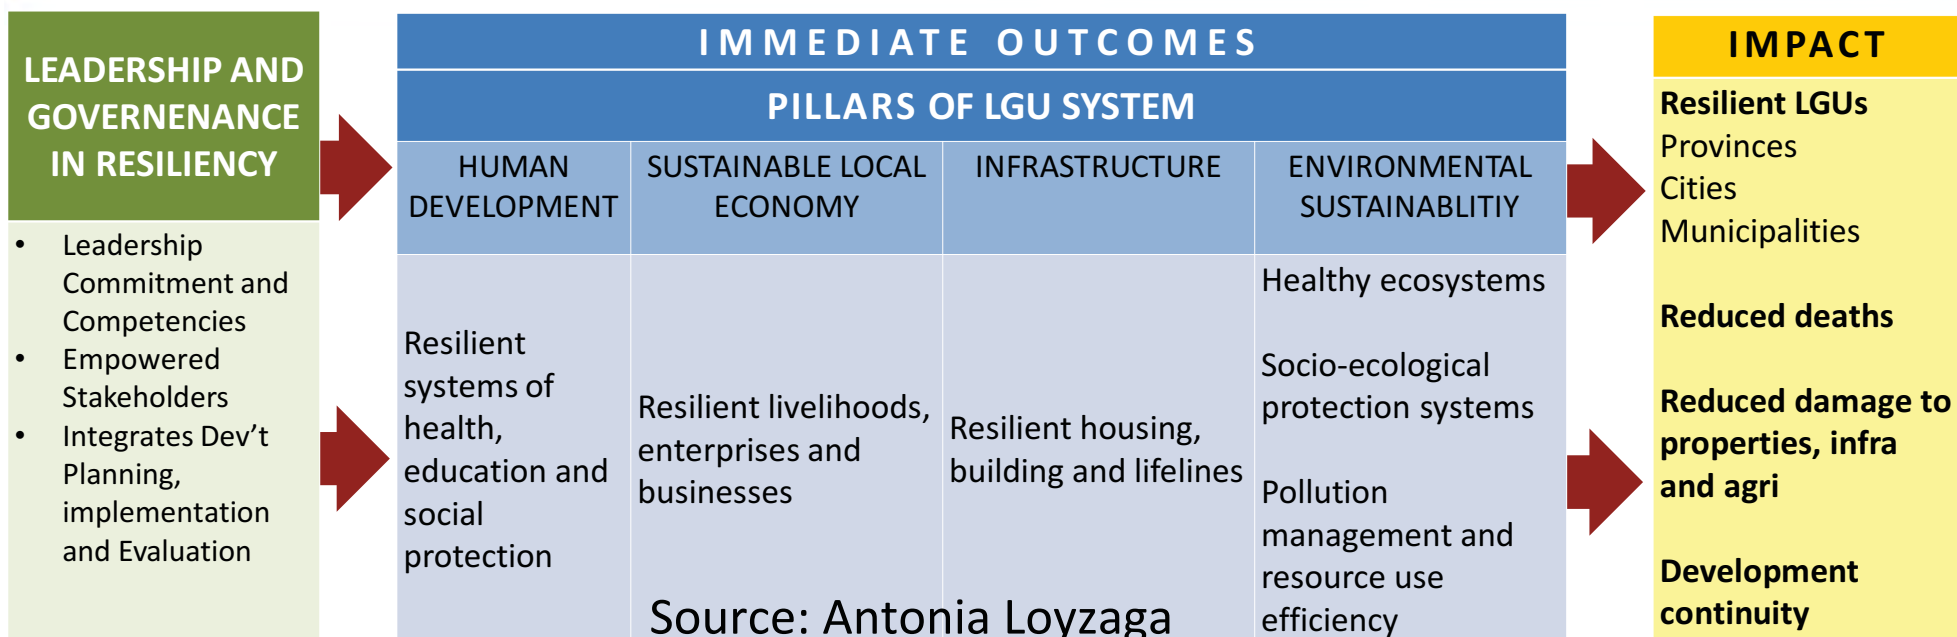 LEADERSHIP AND
GOVERNENANCE
IN RESILIENCY
• Leadership
Commitment and
Competencies
• Empowered
Stakeholders
• Integrates Dev’t
Planning,
implementation
and Evaluation
IMMEDIATE OUTCOMES
PILLARS OF LGU SYSTEM
HUMAN
DEVELOPMENT
SUSTAINABLE LOCAL
ECONOMY
INFRASTRUCTURE
ENVIRONMENTAL
SUSTAINABLITIY
Resilient
systems of
health,
education and
social
protection
Resilient livelihoods,
enterprises and
businesses
Resilient housing,
building and lifelines
Healthy ecosystems
Socio-ecological
protection systems
Pollution
management and
resource use
efficiency
IMPACT
Resilient LGUs
Provinces
Cities
Municipalities
Reduced deaths
Reduced damage to
properties, infra
and agri
Development
continuity
Source: Antonia Loyzaga